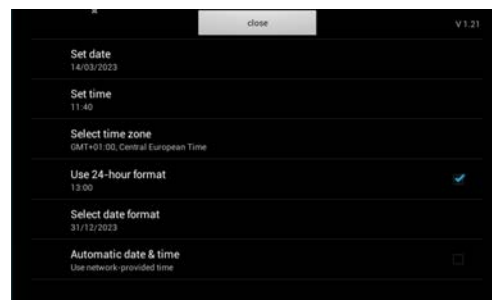 close
V 1.21
Set date
14/03/2023
Set time
11:40
Select time zone
GMT+01:00, Central European Time
Use 24-hour format
13:00
Select date format
31/12/2023
Automatic date & time
Use network-provided time